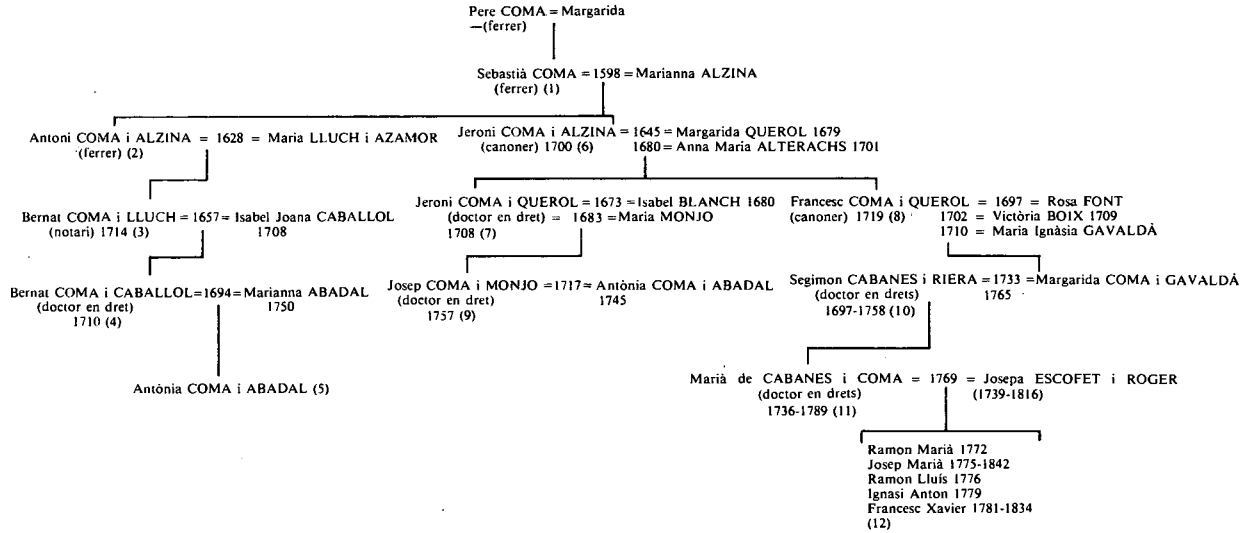 Pere COMA = Margarida
—(ferrer)
Sebastià COMA = 1598 = Marianna ALZINA
(ferrer) (1)
Antoni COMA i ALZINA = 1628 = Maria LLUCH i AZAMOR
(ferrer) (2)
Jeroni COMA i ALZINA = 1645 = Margarida QUEROL 1679
(canoner) 1700 (6) 1680 = Anna Maria ALTERACHS 1701
Bernat COMA i LLUCH = 1657 = Isabel Joana CABALLOL
(notari) 1714 (3) 1708
Jeroni COMA i QUEROL = 1673 = Isabel BLANCH 1680
(doctor en dret) = 1683 = Maria MONJO
1708 (7)
Francesc COMA i QUEROL = 1697 = Rosa FONT
(canoner) 1719 (8) 1702 = Victòria BOIX 1709
1710 = Maria Ignàsia GAVALDÀ
Bernat COMA i CABALLOL = 1694 = Marianna ABADAL
(doctor en dret) 1750
1710 (4)
Josep COMA i MONJO = 1717 = Antònia COMA i ABADAL
(doctor en dret) 1745
1757 (9)
Segimon CABANES i RIERA = 1733 = Margarida COMA i GAVALDÀ
(doctor en drets) 1765
1697-1758 (10)
Antònia COMA i ABADAL (5)
Marià de CABANES i COMA = 1769 = Josepa ESCOFET i ROGER
(doctor en drets) (1739-1816)
1736-1789 (11)
Ramon Marià 1772
Josep Marià 1775-1842
Ramon Lluís 1776
Ignasi Anton 1779
Francesc Xavier 1781-1834
(12)